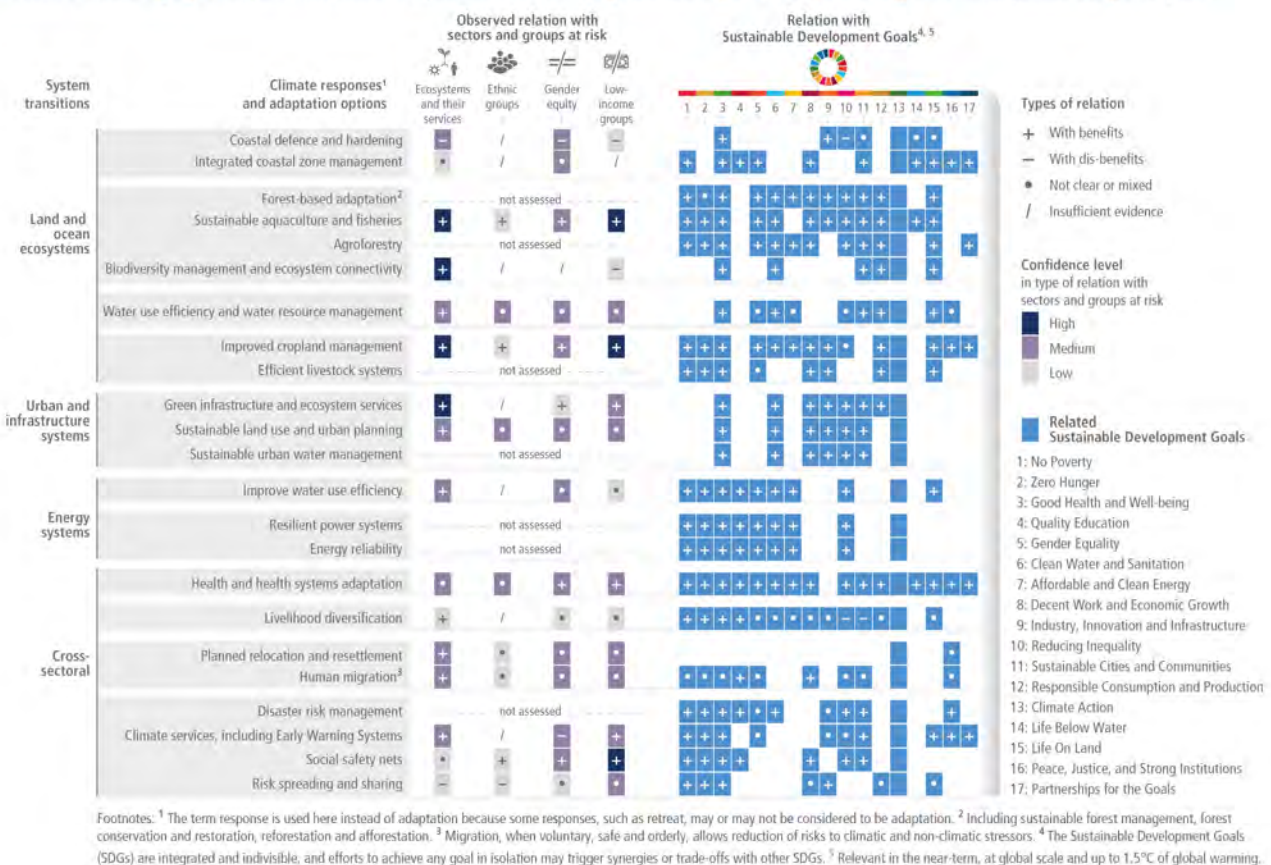 Observed relation with
sectors and groups at risk
Relation with
Sustainable Development Goals4, 5
System
transitions
Climate responses1
and adaptation options
Ecosystems
and their
services
Ethnic
groups
Gender
equity
Low-
income
groups
1 2 3 4 5 6 7 8 9 10 11 12 13 14 15 16 17
Land and
ocean
ecosystems
Coastal defence and hardening − / − − + + − • • •
Integrated coastal zone management • / • / + + + + + + + + + +
Forest-based adaptation2 not assessed + • + + + + + + + + + +
Sustainable aquaculture and fisheries + + + + + + + + + + + + + + + + +
Agroforestry not assessed + + + + + + + + + + + + +
Biodiversity management and ecosystem connectivity + / / − + + + + +
Water use efficiency and water resource management + • • • + • + • • + + + •
Improved cropland management + + + + + + + + + + + + • + + + +
Efficient livestock systems not assessed + + + • + + + +
Urban and
infrastructure
systems
Green infrastructure and ecosystem services + / + + + + + + + + +
Sustainable land use and urban planning + • • • + + + + + +
Sustainable urban water management not assessed + + + + + +
Energy
systems
Improve water use efficiency + / • • + + + + + + + + +
Resilient power systems not assessed + + + + + + + +
Energy reliability not assessed + + + + + + + +
Cross-
sectoral
Health and health systems adaptation • • + + + + + + + + + + + + + + + + +
Livelihood diversification + / • • + + + + • • • • • − − • •
Planned relocation and resettlement + • • • •
Human migration3 + • • • • • • + • + • • •
Disaster risk management not assessed + + + + + + • + + +
Climate services, including Early Warning Systems + / − + + + + • • • + + + +
Social safety nets • + + + + + + + + + +
Risk spreading and sharing − − • • + + + • + • •
Types of relation
+ With benefits
− With dis-benefits
• Not clear or mixed
/ Insufficient evidence
Confidence level
in type of relation with
sectors and groups at risk
High
Medium
Low
Related
Sustainable Development Goals
1: No Poverty
2: Zero Hunger
3: Good Health and Well-being
4: Quality Education
5: Gender Equality
6: Clean Water and Sanitation
7: Affordable and Clean Energy
8: Decent Work and Economic Growth
9: Industry, Innovation and Infrastructure
10: Reducing Inequality
11: Sustainable Cities and Communities
12: Responsible Consumption and Production
13: Climate Action
14: Life Below Water
15: Life On Land
16: Peace, Justice, and Strong Institutions
17: Partnerships for the Goals
Footnotes: 1 The term response is used here instead of adaptation because some responses, such as retreat, may or may not be considered to be adaptation. 2 Including sustainable forest management, forest
conservation and restoration, reforestation and afforestation. 3 Migration, when voluntary, safe and orderly, allows reduction of risks to climatic and non-climatic stressors. 4 The Sustainable Development Goals
(SDGs) are integrated and indivisible, and efforts to achieve any goal in isolation may trigger synergies or trade-offs with other SDGs. 5 Relevant in the near-term, at global scale and up to 1.5°C of global warming.